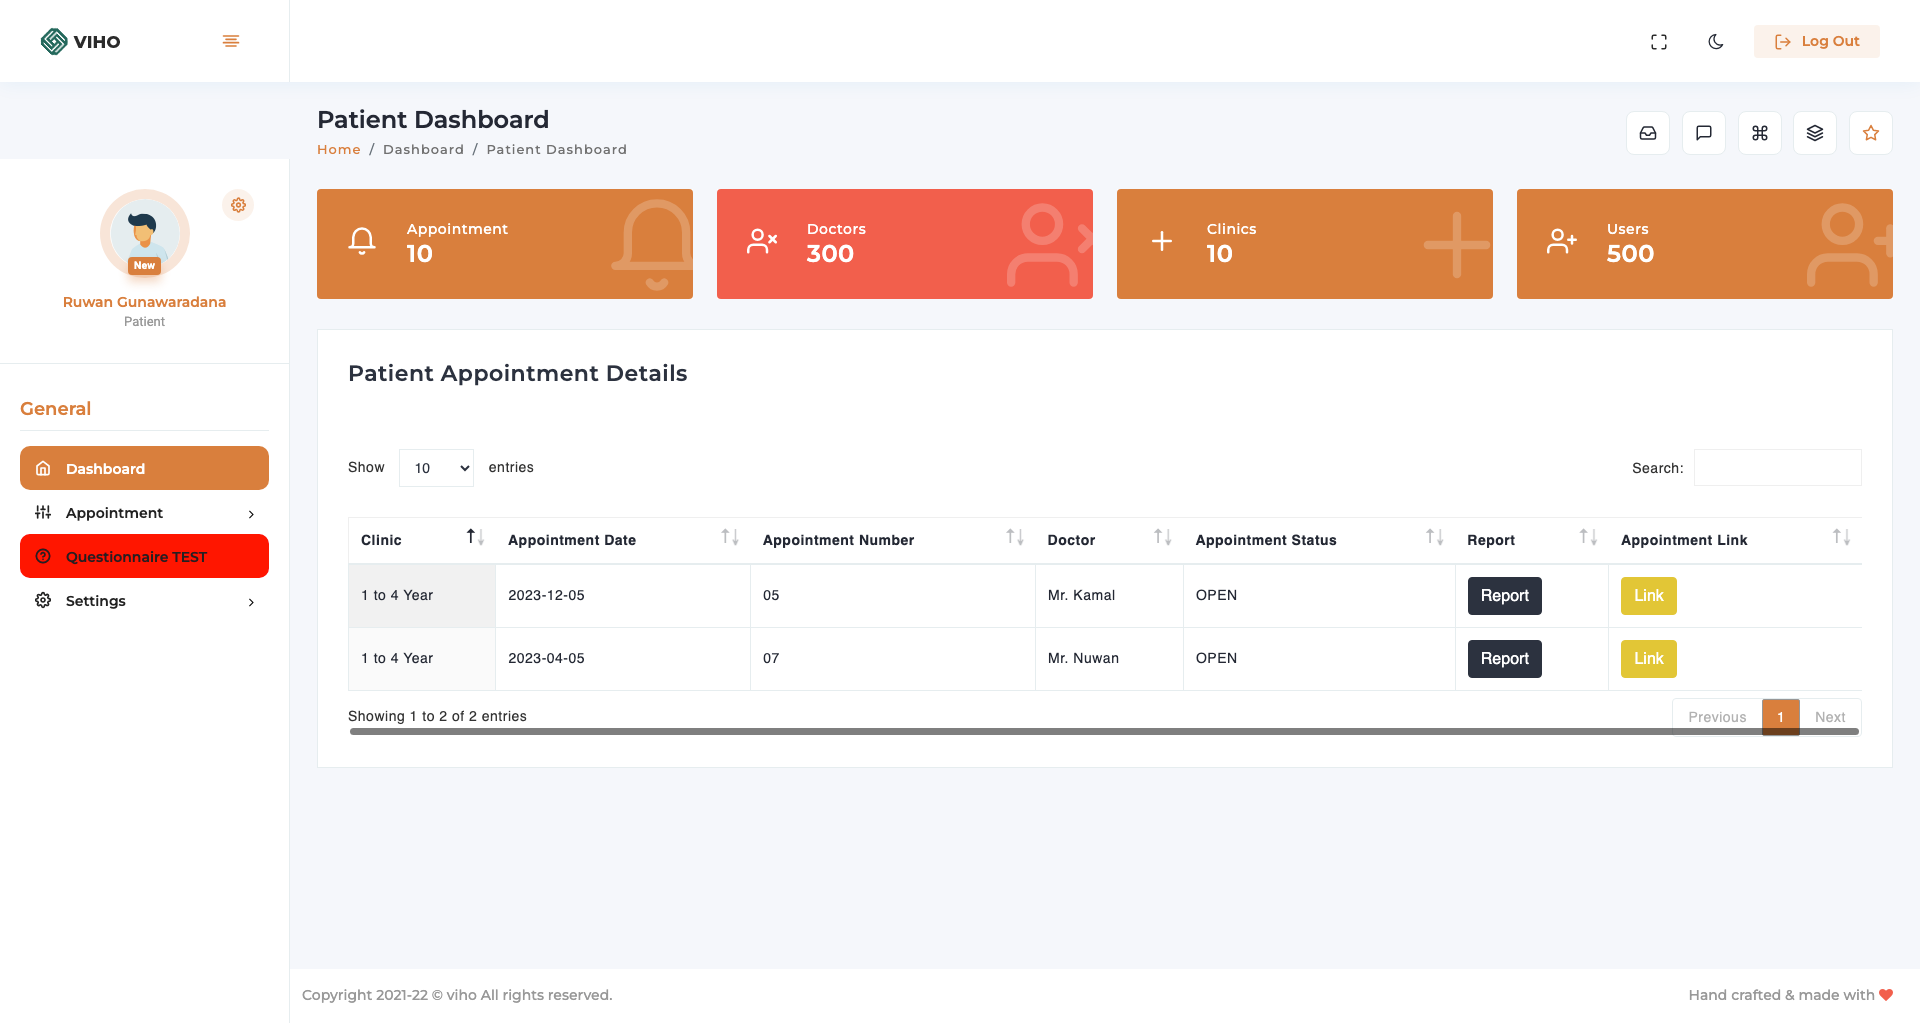 VIHO
Log Out
Patient Dashboard
Home / Dashboard / Patient Dashboard
New
Ruwan Gunawaradana
Patient
General
Dashboard
Appointment
Questionnaire TEST
Settings
Appointment
10
Doctors
300
Clinics
10
Users
500
Patient Appointment Details
Show 10 entries
Search:
Clinic Appointment Date Appointment Number Doctor Appointment Status Report Appointment Link
1 to 4 Year 2023-12-05 05 Mr. Kamal OPEN Report Link
1 to 4 Year 2023-04-05 07 Mr. Nuwan OPEN Report Link
Showing 1 to 2 of 2 entries
Previous 1 Next
Copyright 2021-22 © viho All rights reserved.
Hand crafted & made with